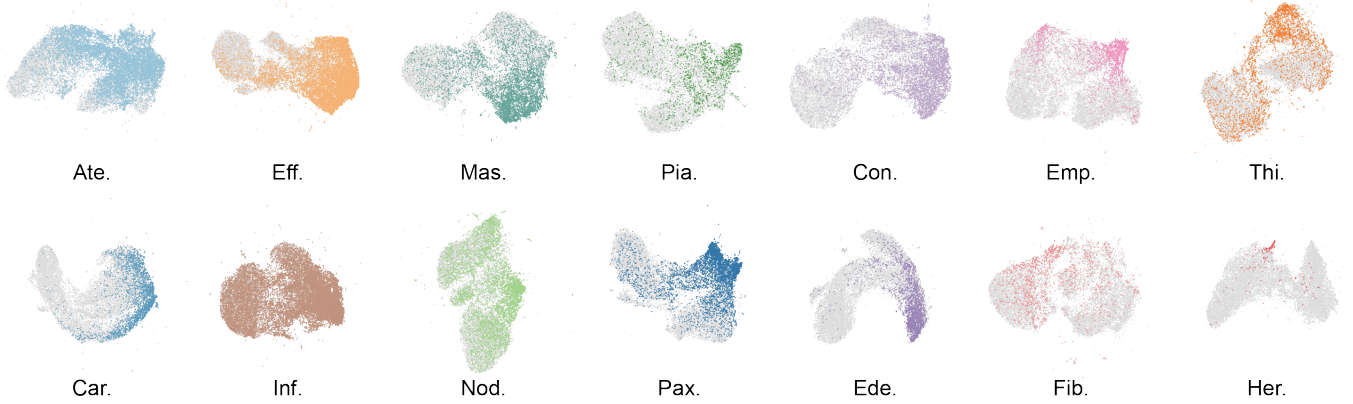 Ate. Eff. Mas. Pia. Con. Emp. Thi.
Car. Inf. Nod. Pax. Ede. Fib. Her.